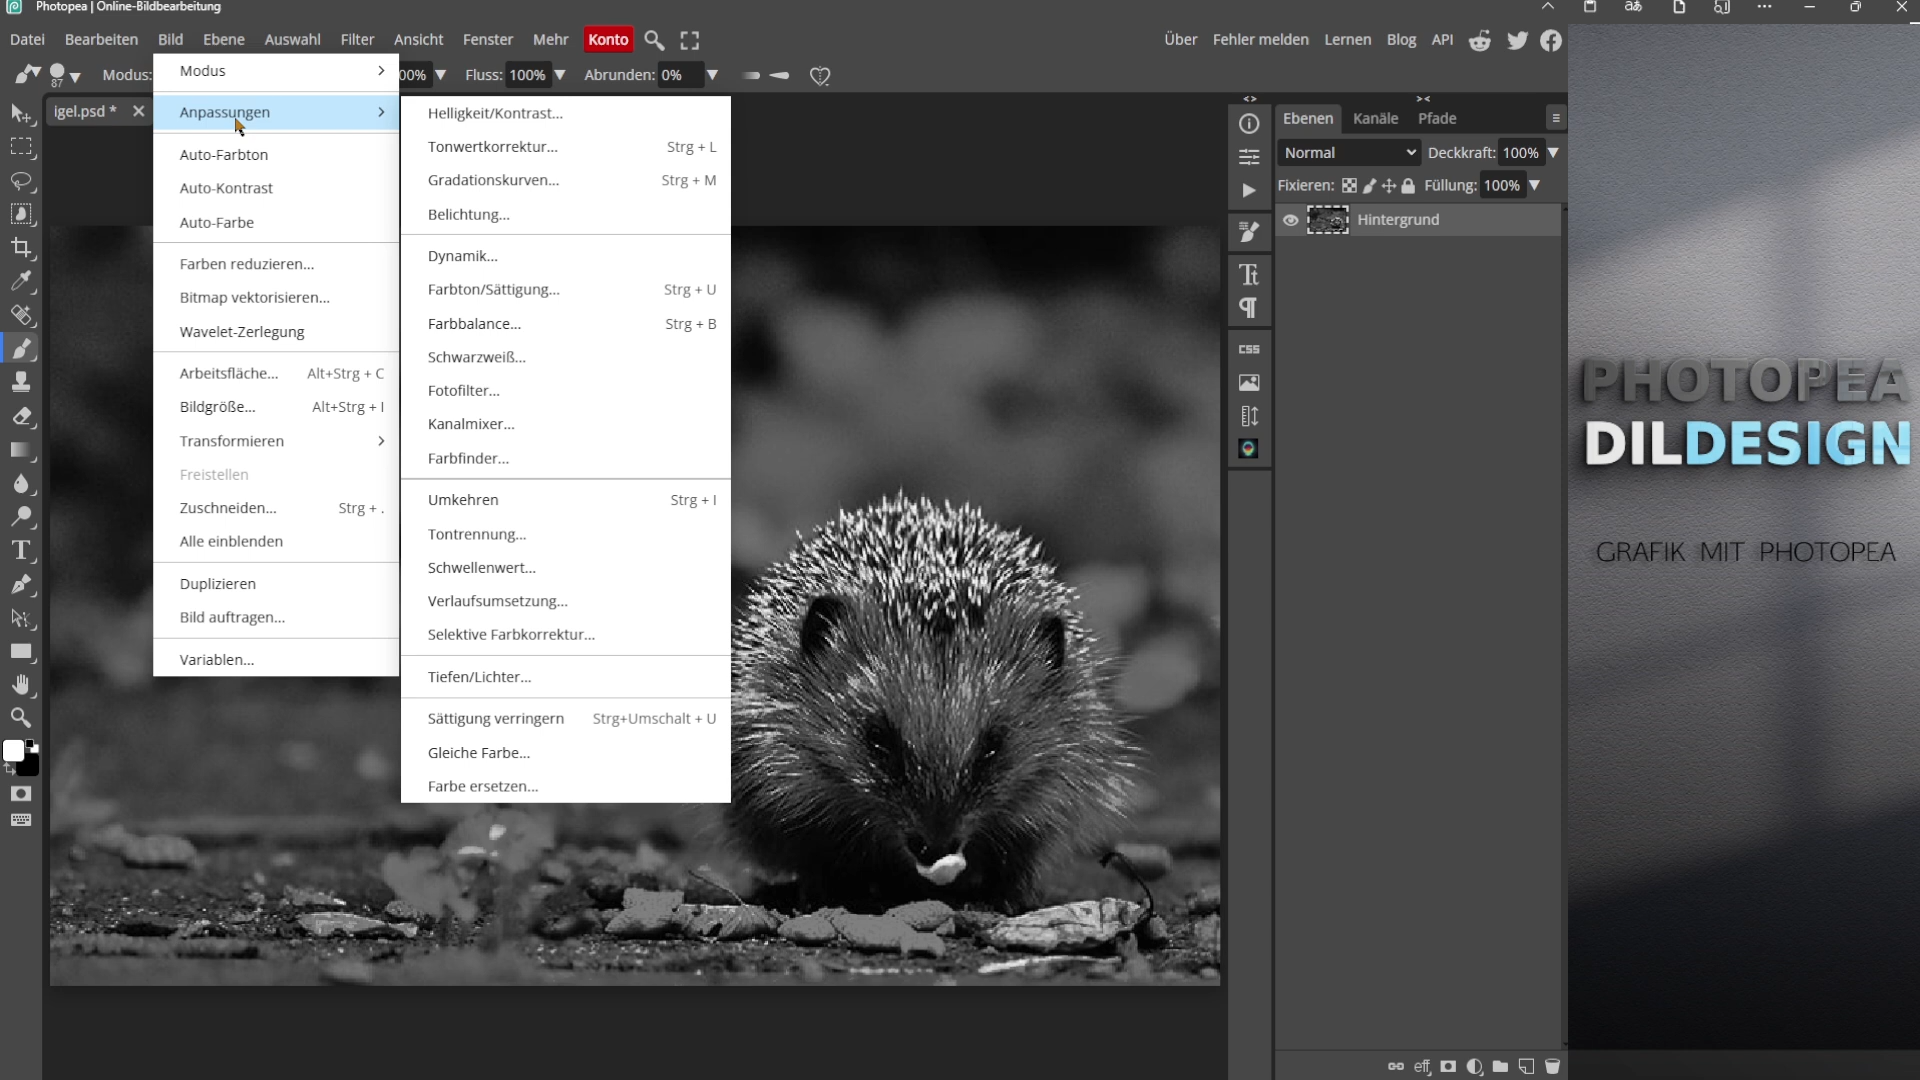 Photopea | Online-Bildbearbeitung
Datei Bearbeiten Bild Ebene Auswahl Filter Ansicht Fenster Mehr Konto
Über Fehler melden Lernen Blog API
87 Modus: 00% Fluss: 100% Abrunden: 0%
igel.psd *
Modus
Anpassungen
Auto-Farbton
Auto-Kontrast
Auto-Farbe
Farben reduzieren...
Bitmap vektorisieren...
Wavelet-Zerlegung
Arbeitsfläche... Alt+Strg + C
Bildgröße... Alt+Strg + I
Transformieren
Freistellen
Zuschneiden... Strg + .
Alle einblenden
Duplizieren
Bild auftragen...
Variablen...
Helligkeit/Kontrast...
Tonwertkorrektur... Strg + L
Gradationskurven... Strg + M
Belichtung...
Dynamik...
Farbton/Sättigung... Strg + U
Farbbalance... Strg + B
Schwarzweiß...
Fotofilter...
Kanalmixer...
Farbfinder...
Umkehren Strg + I
Tontrennung...
Schwellenwert...
Verlaufsumsetzung...
Selektive Farbkorrektur...
Tiefen/Lichter...
Sättigung verringern Strg+Umschalt + U
Gleiche Farbe...
Farbe ersetzen...
CSS
Ebenen Kanäle Pfade
Normal Deckkraft: 100%
Fixieren: Füllung: 100%
Hintergrund
eff
PHOTOPEA
DILDESIGN
GRAFIK MIT PHOTOPEA